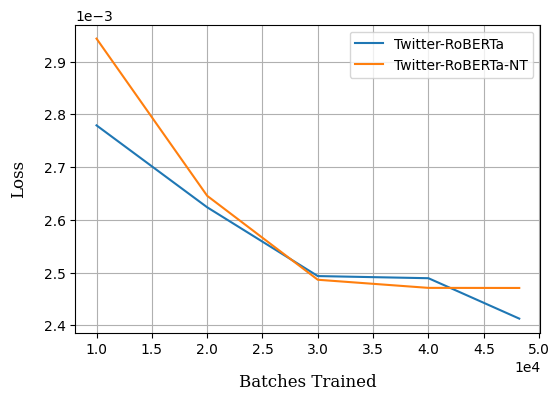 1e−3
Twitter-RoBERTa
Twitter-RoBERTa-NT
2.9
2.8
2.7
2.6
2.5
2.4
Loss
1.0 1.5 2.0 2.5 3.0 3.5 4.0 4.5 5.0
1e4
Batches Trained